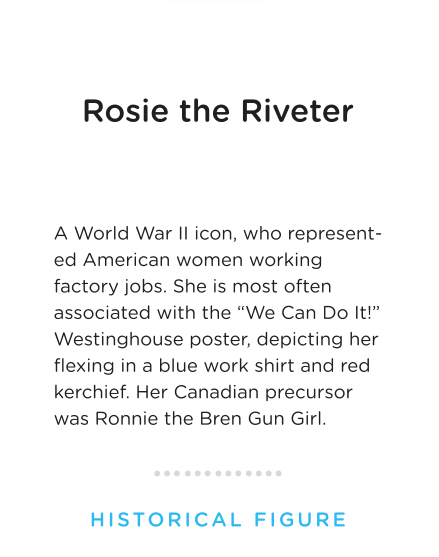 Rosie the Riveter
A World War II icon, who represent-
ed American women working
factory jobs. She is most often
associated with the “We Can Do It!”
Westinghouse poster, depicting her
flexing in a blue work shirt and red
kerchief. Her Canadian precursor
was Ronnie the Bren Gun Girl.
HISTORICAL FIGURE